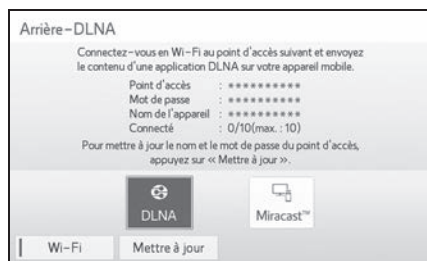 Arrière-DLNA
Connectez-vous en Wi-Fi au point d'accès suivant et envoyez
le contenu d'une application DLNA sur votre appareil mobile.
Point d'accès : **********
Mot de passe : **********
Nom de l'appareil : **********
Connecté : 0/10(max. : 10)
Pour mettre à jour le nom et le mot de passe du point d'accès,
appuyez sur « Mettre à jour ».
DLNA
Miracast™
Wi-Fi
Mettre à jour